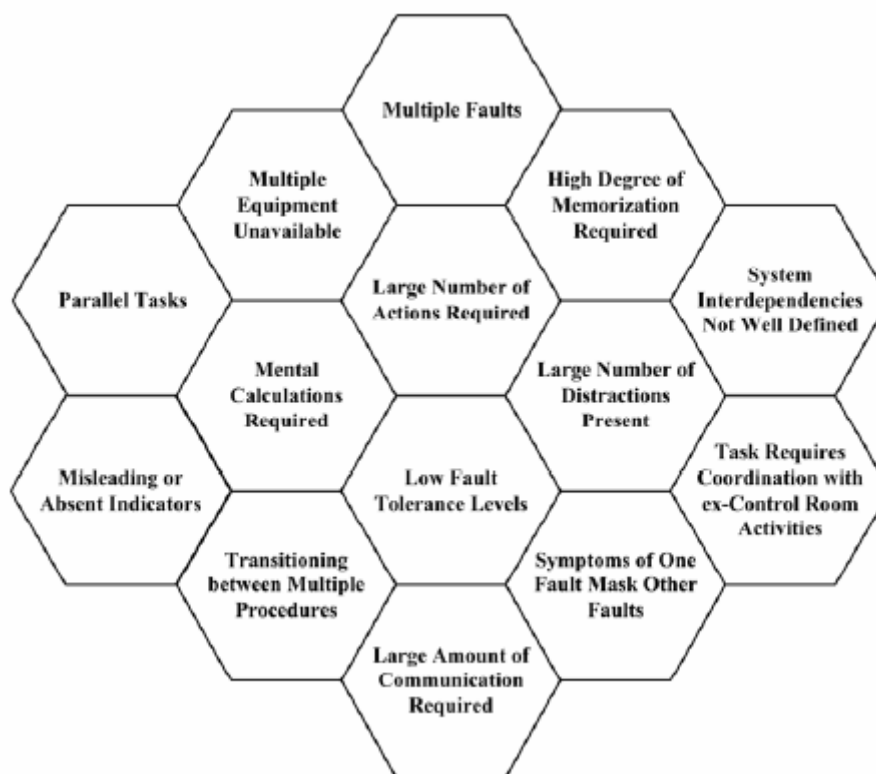 Multiple Faults
Multiple
Equipment
Unavailable
High Degree of
Memorization
Required
Parallel Tasks
Large Number of
Actions Required
System
Interdependencies
Not Well Defined
Mental
Calculations
Required
Large Number of
Distractions
Present
Misleading or
Absent Indicators
Low Fault
Tolerance Levels
Task Requires
Coordination with
ex-Control Room
Activities
Transitioning
between Multiple
Procedures
Symptoms of One
Fault Mask Other
Faults
Large Amount of
Communication
Required